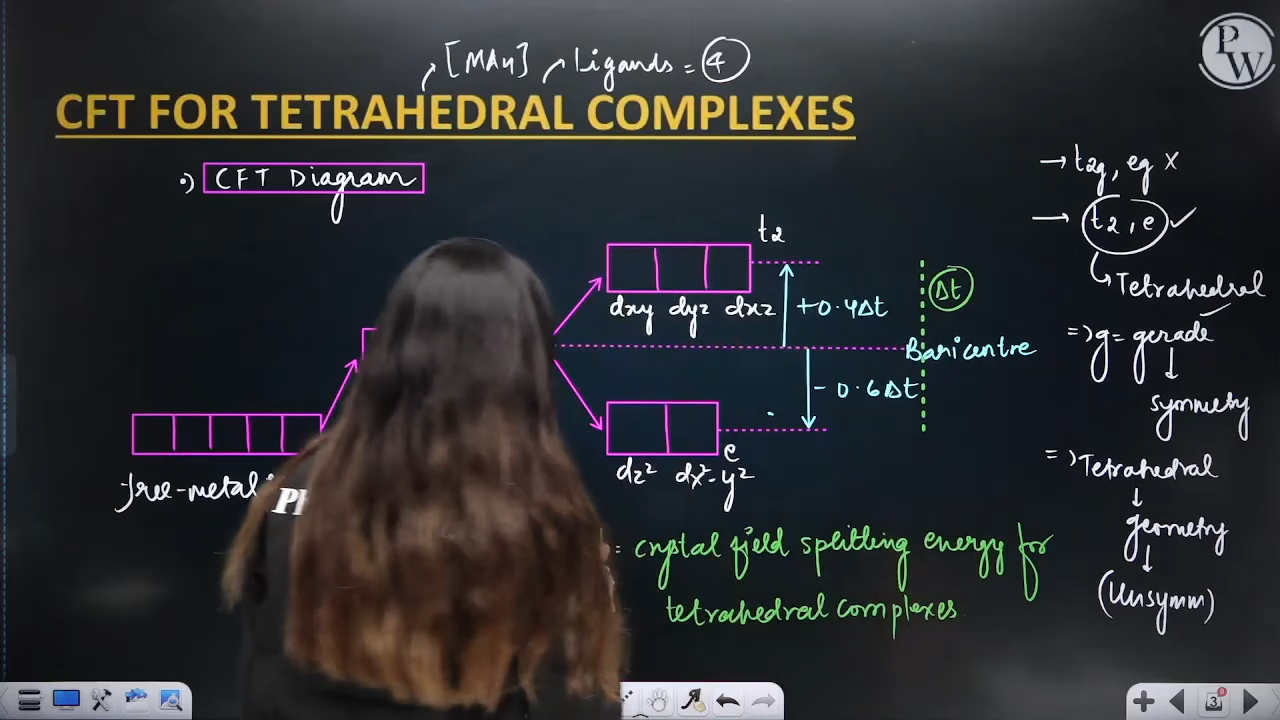 [MA4] Ligands = 4
PW
CFT FOR TETRAHEDRAL COMPLEXES
•) CFT Diagram
→ t2g, eg x
→ t2, e ✓
Tetrahedral
=> g = gerade
symmetry
=> Tetrahedral
geometry
(Unsymm)
t2
dxy dyz dxz
+0.4Δt
Δt
Baricentre
- 0.6Δt
e
dz² dx²-y²
free-metal
= crystal field splitting energy for
tetrahedral complexes
3